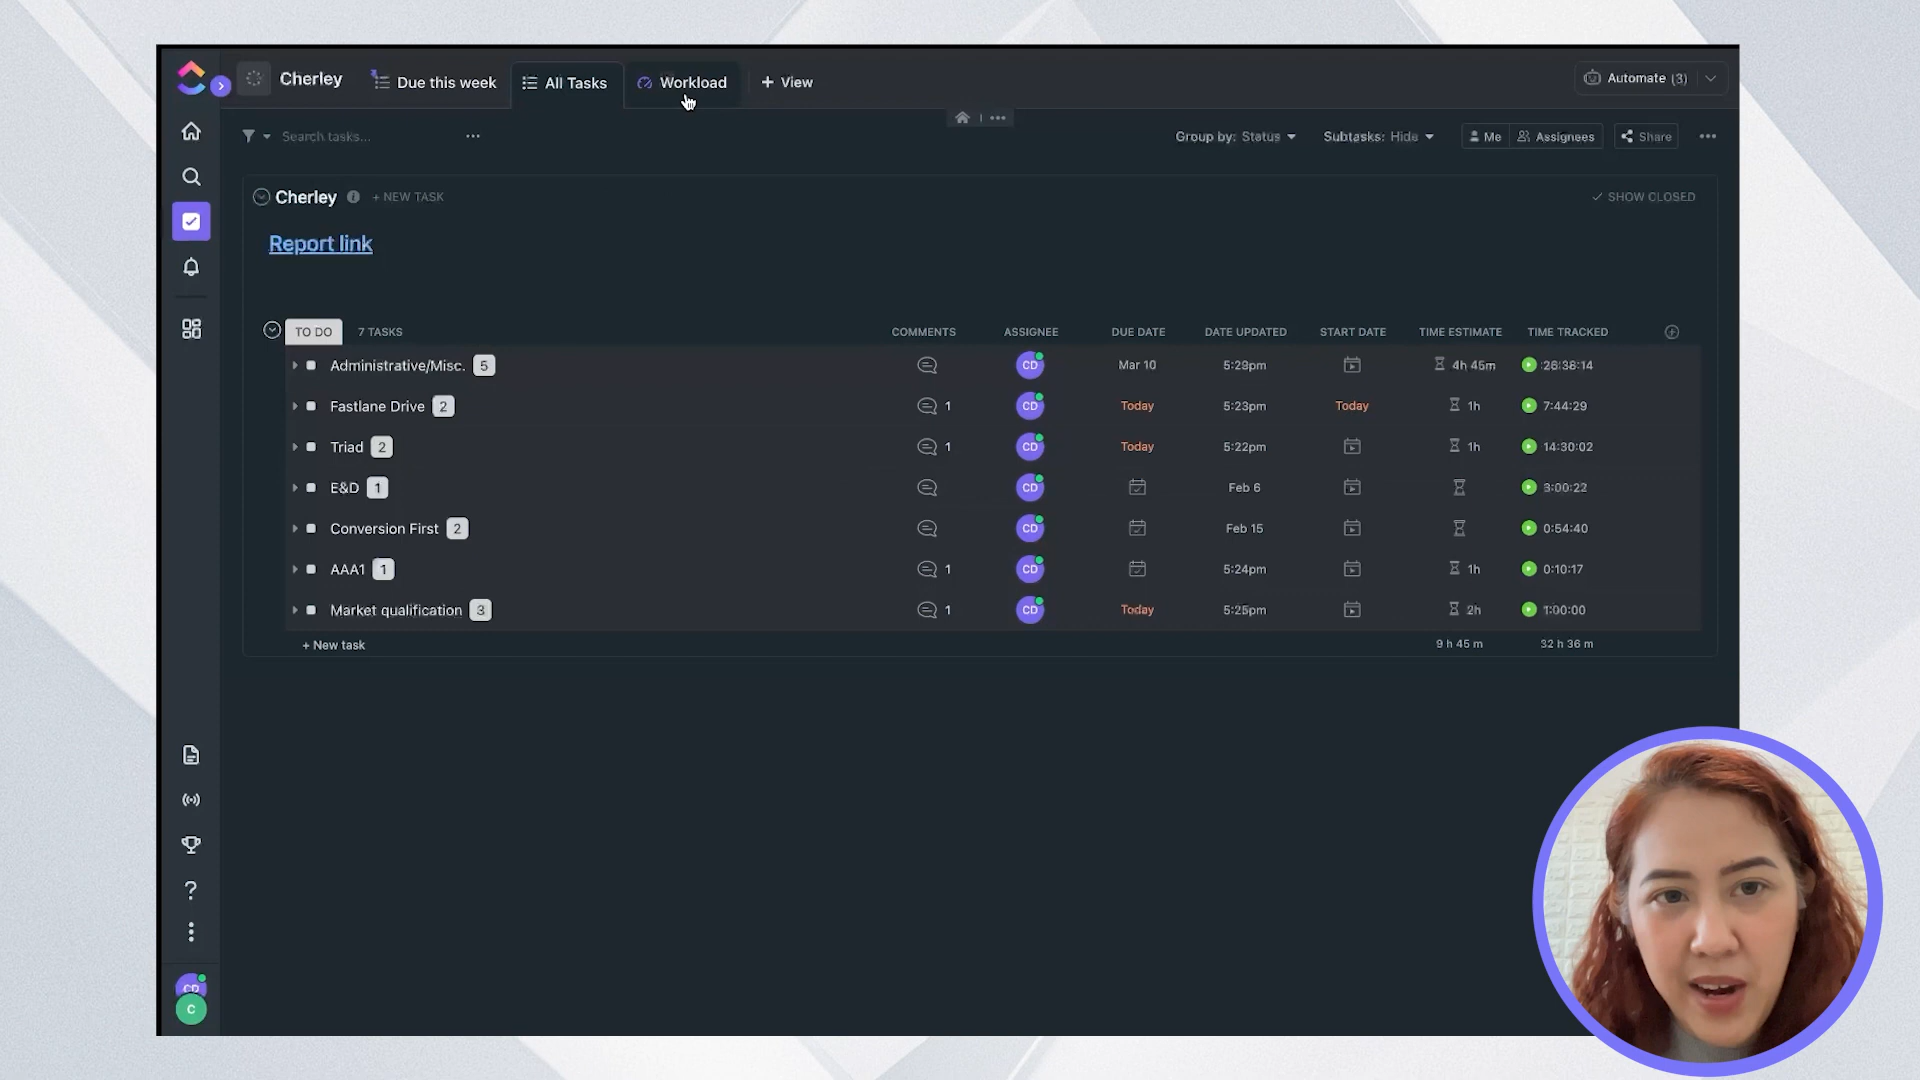 Cherley
Due this week
All Tasks
Workload
+ View
Automate (3)
Search tasks...
Group by: Status
Subtasks: Hide
Me
Assignees
Share
Cherley
+ NEW TASK
SHOW CLOSED
Report link
TO DO 7 TASKS COMMENTS ASSIGNEE DUE DATE DATE UPDATED START DATE TIME ESTIMATE TIME TRACKED
Administrative/Misc. 5 CD Mar 10 5:29pm 4h 45m 26:38:14
Fastlane Drive 2 1 CD Today 5:23pm Today 1h 7:44:29
Triad 2 1 CD Today 5:22pm 1h 14:30:02
E&D 1 CD Feb 6 3:00:22
Conversion First 2 CD Feb 15 0:54:40
AAA1 1 1 CD 5:24pm 1h 0:10:17
Market qualification 3 1 CD Today 5:25pm 2h 1:00:00
+ New task 9 h 45 m 32 h 36 m
CD
C